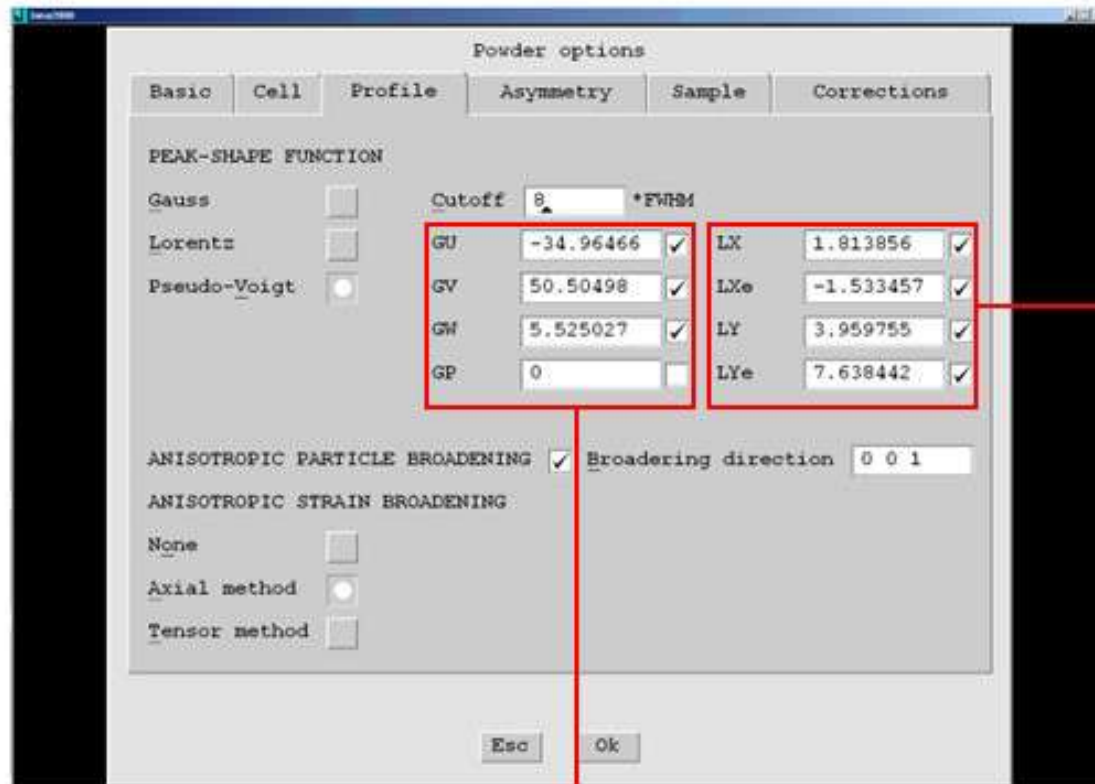 Jana2000
Powder options
Basic Cell Profile Asymmetry Sample Corrections
PEAK-SHAPE FUNCTION
Gauss Cutoff 8 *FWHM
Lorentz GU -34.96466 LX 1.813856
Pseudo-Voigt GV 50.50498 LXe -1.533457
GW 5.525027 LY 3.959755
GP 0 LYe 7.638442
ANISOTROPIC PARTICLE BROADENING Broadering direction 0 0 1
ANISOTROPIC STRAIN BROADENING
None
Axial method
Tensor method
Esc Ok